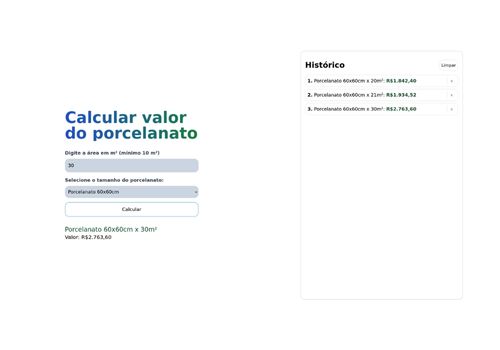 Calcular valor
do porcelanato
Digite a área em m² (mínimo 10 m²)
30
Selecione o tamanho do porcelanato:
Porcelanato 60x60cm
Calcular
Porcelanato 60x60cm x 30m²
Valor: R$2.763,60
Histórico
Limpar
1. Porcelanato 60x60cm x 20m²: R$1.842,40
2. Porcelanato 60x60cm x 21m²: R$1.934,52
3. Porcelanato 60x60cm x 30m²: R$2.763,60